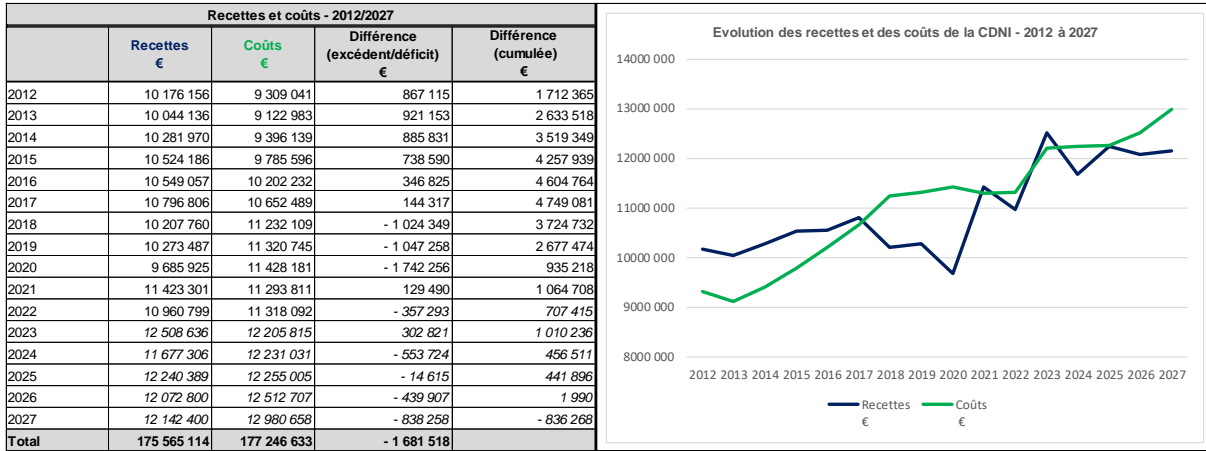 Recettes et coûts - 2012/2027
Recettes € Coûts € Différence (excédent/déficit) € Différence (cumulée) €
2012 10 176 156 9 309 041 867 115 1 712 365
2013 10 044 136 9 122 983 921 153 2 633 518
2014 10 281 970 9 396 139 885 831 3 519 349
2015 10 524 186 9 785 596 738 590 4 257 939
2016 10 549 057 10 202 232 346 825 4 604 764
2017 10 796 806 10 652 489 144 317 4 749 081
2018 10 207 760 11 232 109 - 1 024 349 3 724 732
2019 10 273 487 11 320 745 - 1 047 258 2 677 474
2020 9 685 925 11 428 181 - 1 742 256 935 218
2021 11 423 301 11 293 811 129 490 1 064 708
2022 10 960 799 11 318 092 - 357 293 707 415
2023 12 508 636 12 205 815 302 821 1 010 236
2024 11 677 306 12 231 031 - 553 724 456 511
2025 12 240 389 12 255 005 - 14 615 441 896
2026 12 072 800 12 512 707 - 439 907 1 990
2027 12 142 400 12 980 658 - 838 258 - 836 268
Total 175 565 114 177 246 633 - 1 681 518
Evolution des recettes et des coûts de la CDNI - 2012 à 2027
14000 000
13000 000
12000 000
11000 000
10000 000
9000 000
8000 000
2012 2013 2014 2015 2016 2017 2018 2019 2020 2021 2022 2023 2024 2025 2026 2027
Recettes Coûts
€ €